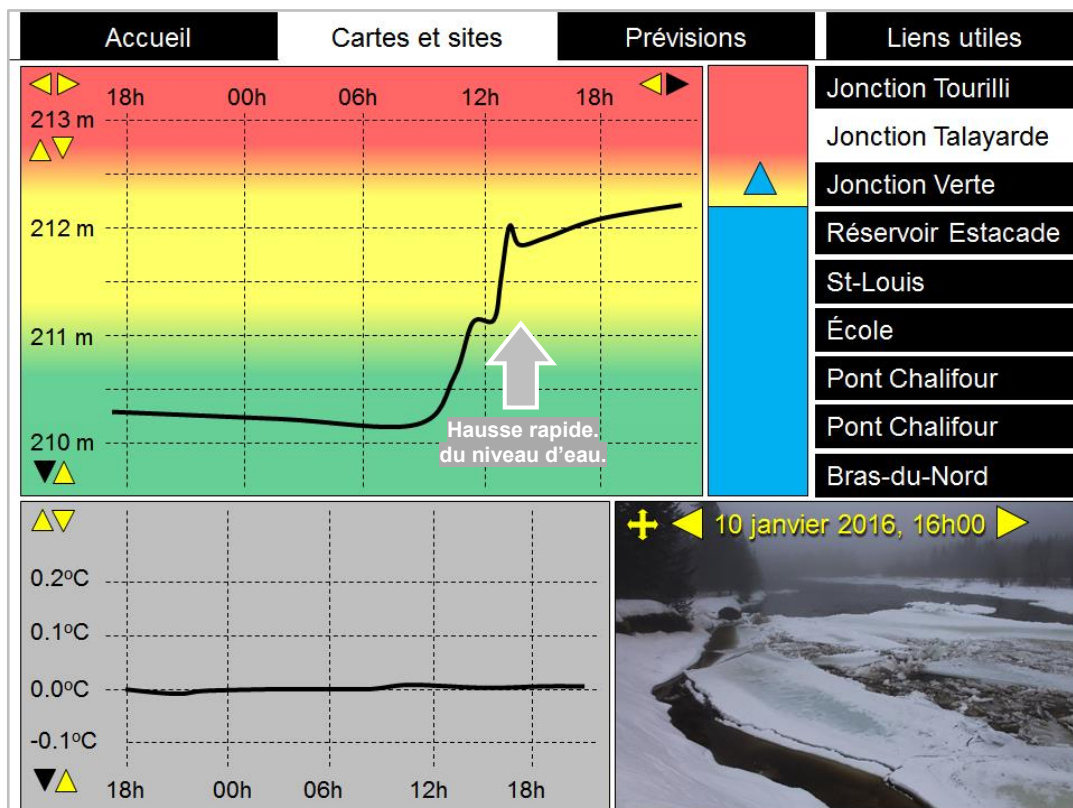 Accueil
Cartes et sites
Prévisions
Liens utiles
18h 00h 06h 12h 18h
213 m
212 m
211 m
210 m
Hausse rapide.
du niveau d'eau.
Jonction Tourilli
Jonction Talayarde
Jonction Verte
Réservoir Estacade
St-Louis
École
Pont Chalifour
Pont Chalifour
Bras-du-Nord
0.2°C
0.1°C
0.0°C
-0.1°C
18h 00h 06h 12h 18h
10 janvier 2016, 16h00